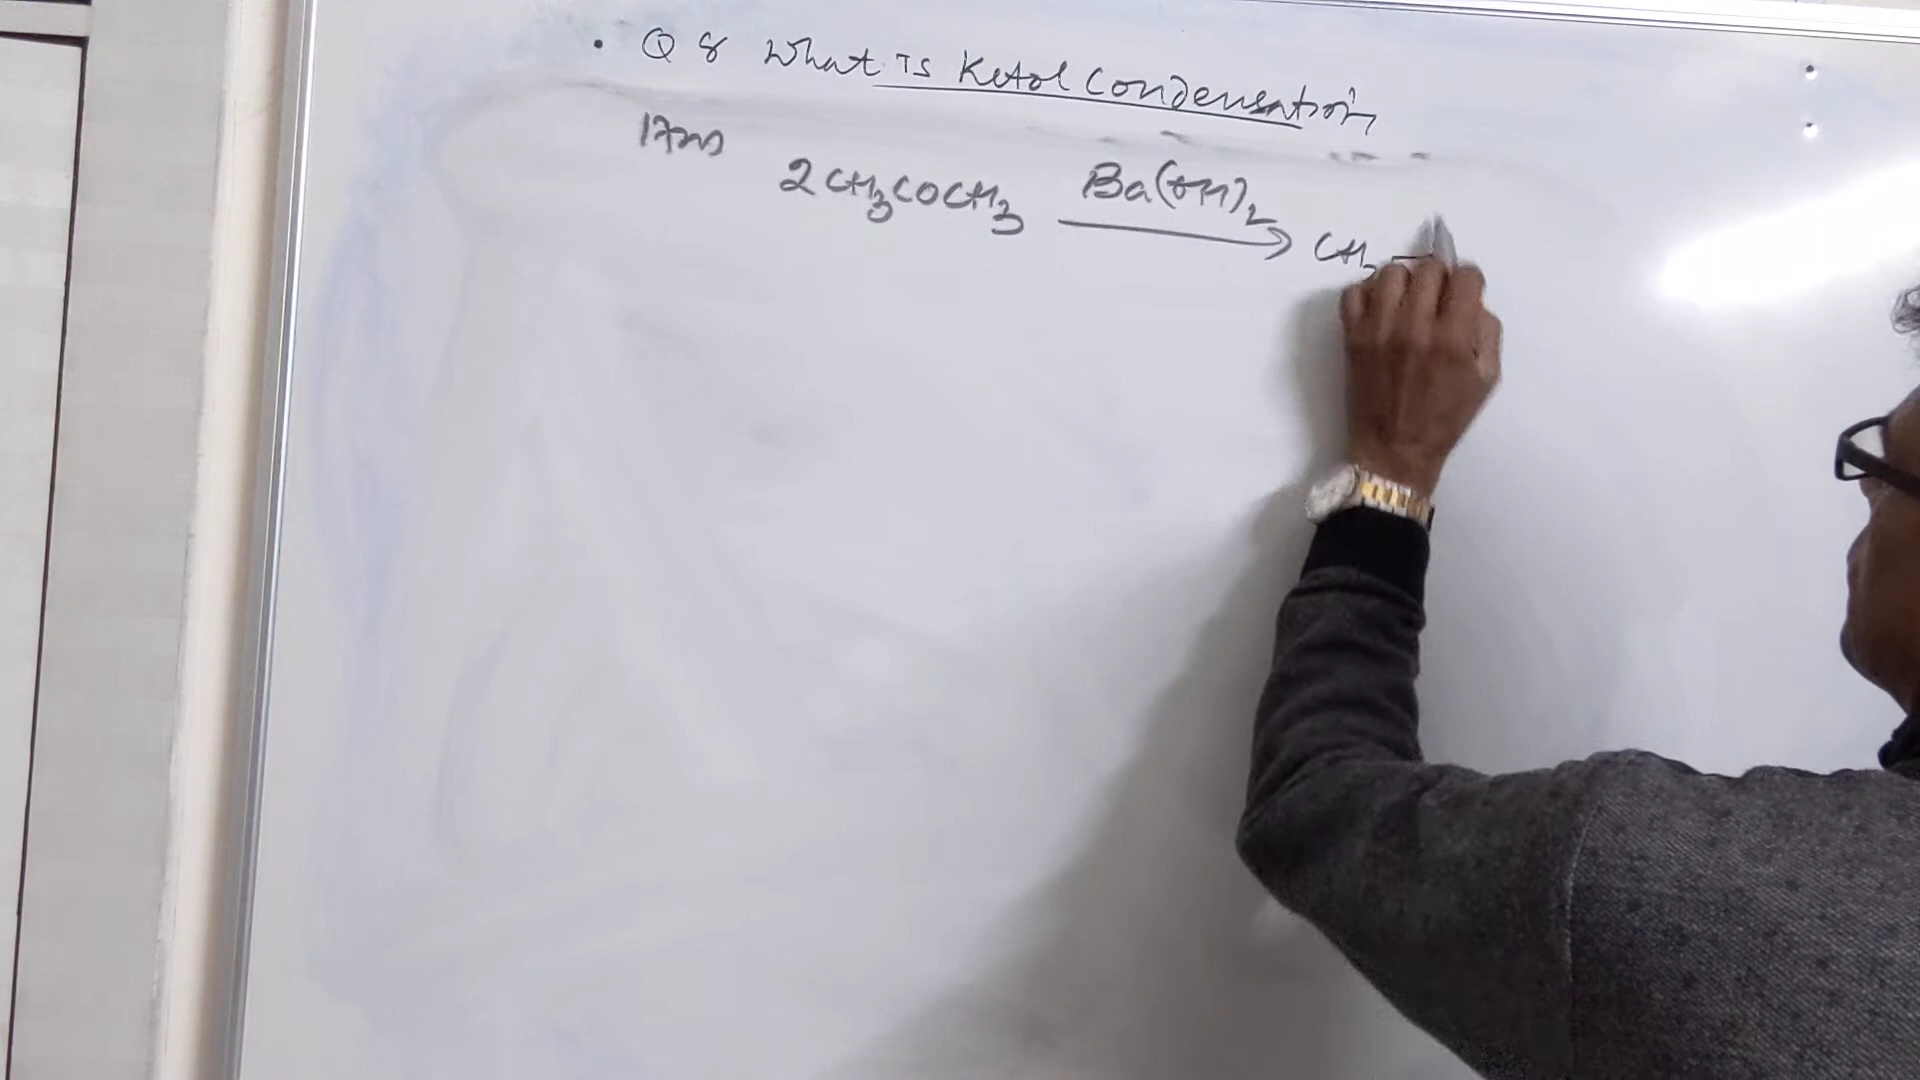 Q 8 What is Ketol Condensation
Ans
2CH₃COCH₃ Ba(OH)₂ → CH₃ –